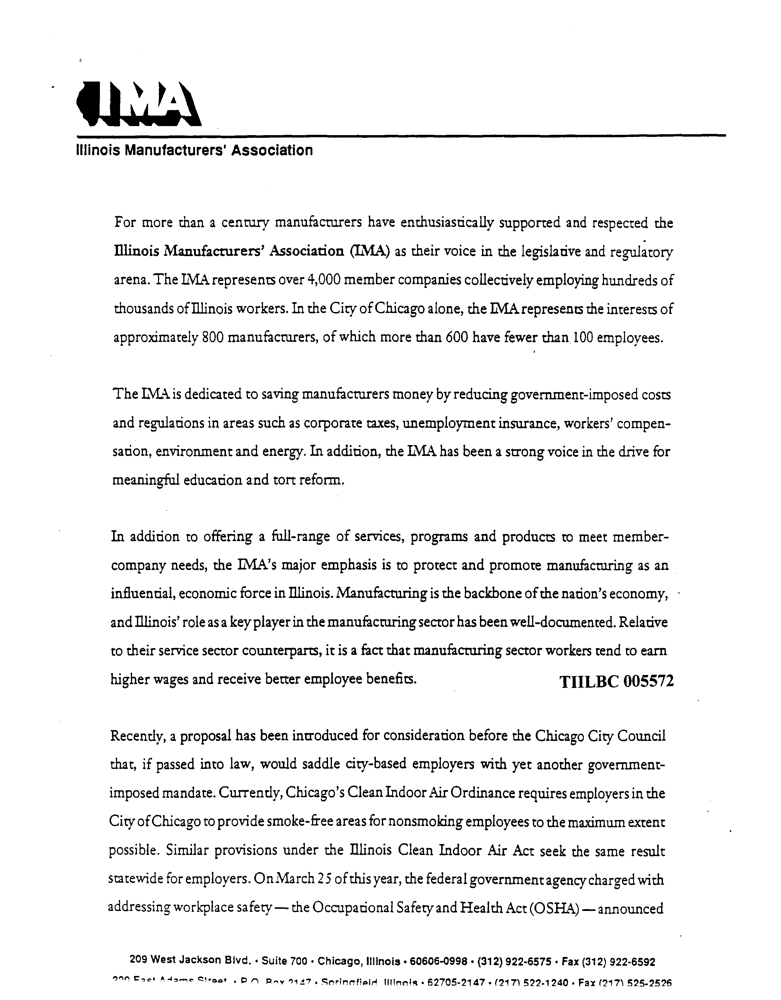 IMA
Illinois Manufacturers' Association
For more than a century manufacturers have enthusiastically supported and respected the
Illinois Manufacturers' Association (IMA) as their voice in the legislative and regulatory
arena. The IMA represents over 4,000 member companies collectively employing hundreds of
thousands of Illinois workers. In the City of Chicago alone, the IMA represents the interests of
approximately 800 manufacturers, of which more than 600 have fewer than 100 employees.
The IMA is dedicated to saving manufacturers money by reducing government-imposed costs
and regulations in areas such as corporate taxes, unemployment insurance, workers' compen-
sation, environment and energy. In addition, the IMA has been a strong voice in the drive for
meaningful education and tort reform.
In addition to offering a full-range of services, programs and products to meet member-
company needs, the IMA's major emphasis is to protect and promote manufacturing as an
influential, economic force in Illinois. Manufacturing is the backbone of the nation's economy,
and Illinois' role as a key player in the manufacturing sector has been well-documented. Relative
to their service sector counterparts, it is a fact that manufacturing sector workers tend to earn
higher wages and receive better employee benefits. TIILBC 005572
Recently, a proposal has been introduced for consideration before the Chicago City Council
that, if passed into law, would saddle city-based employers with yet another government-
imposed mandate. Currently, Chicago's Clean Indoor Air Ordinance requires employers in the
City of Chicago to provide smoke-free areas for nonsmoking employees to the maximum extent
possible. Similar provisions under the Illinois Clean Indoor Air Act seek the same result
statewide for employers. On March 25 of this year, the federal government agency charged with
addressing workplace safety — the Occupational Safety and Health Act (OSHA) — announced
209 West Jackson Blvd. • Suite 700 • Chicago, Illinois • 60606-0998 • (312) 922-6575 • Fax (312) 922-6592
East Adams Street • P.O. Box 2147 • Springfield, Illinois • 62705-2147 • (217) 522-1240 • Fax (217) 525-2526